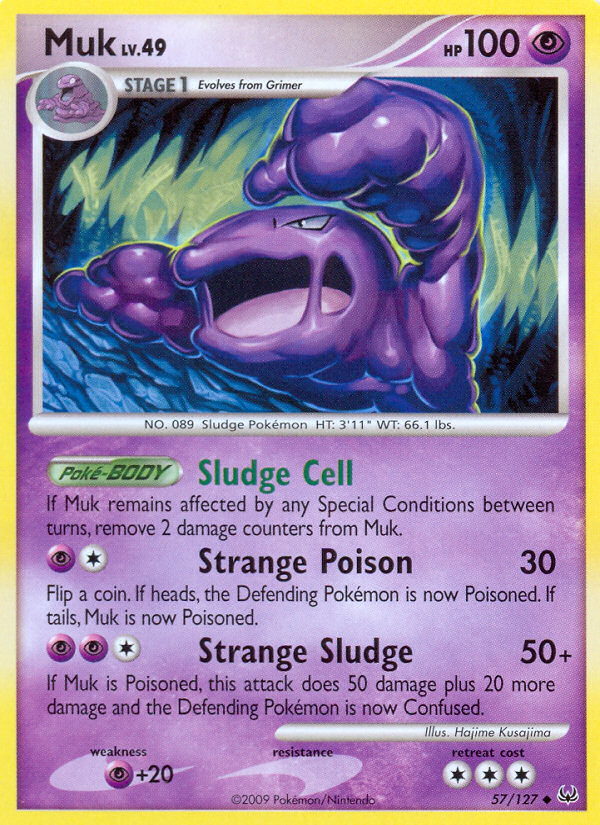 Muk LV.49 HP 100
STAGE 1 Evolves from Grimer
NO. 089 Sludge Pokémon HT: 3'11" WT: 66.1 lbs.
Poké-BODY Sludge Cell
If Muk remains affected by any Special Conditions between
turns, remove 2 damage counters from Muk.
Strange Poison 30
Flip a coin. If heads, the Defending Pokémon is now Poisoned. If
tails, Muk is now Poisoned.
Strange Sludge 50+
If Muk is Poisoned, this attack does 50 damage plus 20 more
damage and the Defending Pokémon is now Confused.
Illus. Hajime Kusajima
weakness resistance retreat cost
+20
©2009 Pokémon/Nintendo 57/127